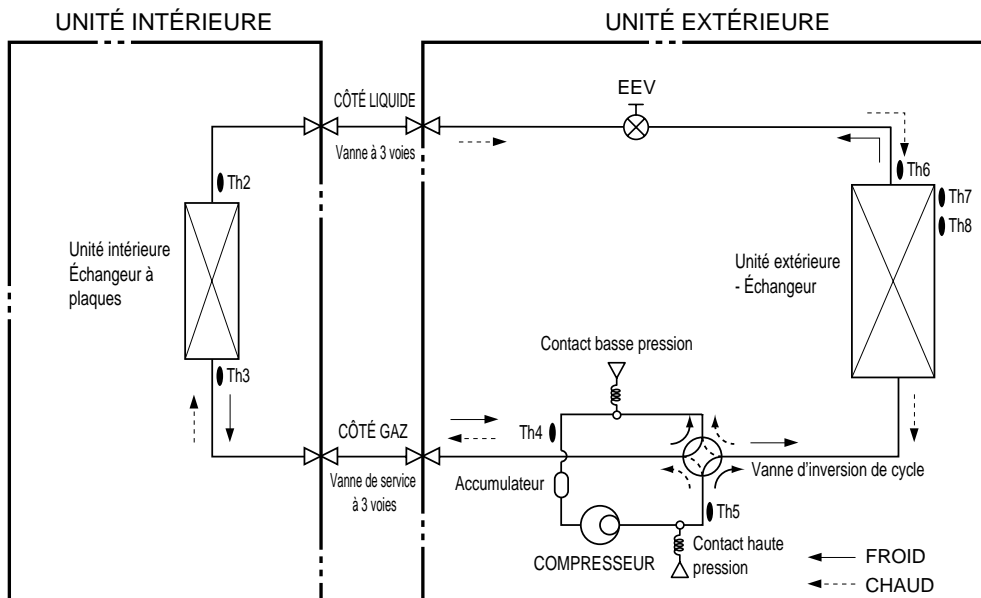 UNITÉ INTÉRIEURE
UNITÉ EXTÉRIEURE
CÔTÉ LIQUIDE
Vanne à 3 voies
EEV
Th2
Th6
Th7
Th8
Unité intérieure
Échangeur à
plaques
Unité extérieure
- Échangeur
Th3
Contact basse pression
CÔTÉ GAZ
Vanne de service
à 3 voies
Th4
Accumulateur
Vanne d'inversion de cycle
Th5
COMPRESSEUR
Contact haute
pression
FROID
CHAUD